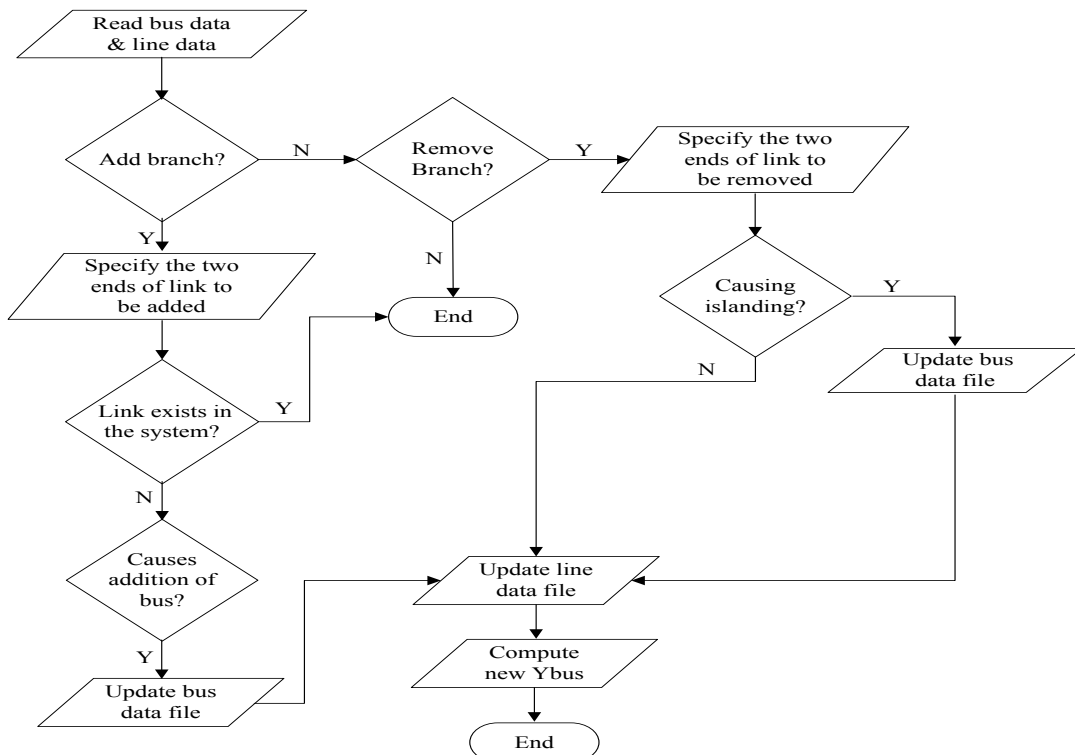 Read bus data
& line data
Add branch?
N
Remove
Branch?
Y
Specify the two
ends of link to
be removed
Y
N
Specify the two
ends of link to
be added
End
Causing
islanding?
Y
N
Update bus
data file
Link exists in
the system?
Y
N
Causes
addition of
bus?
Update line
data file
Y
Compute
new Ybus
Update bus
data file
End